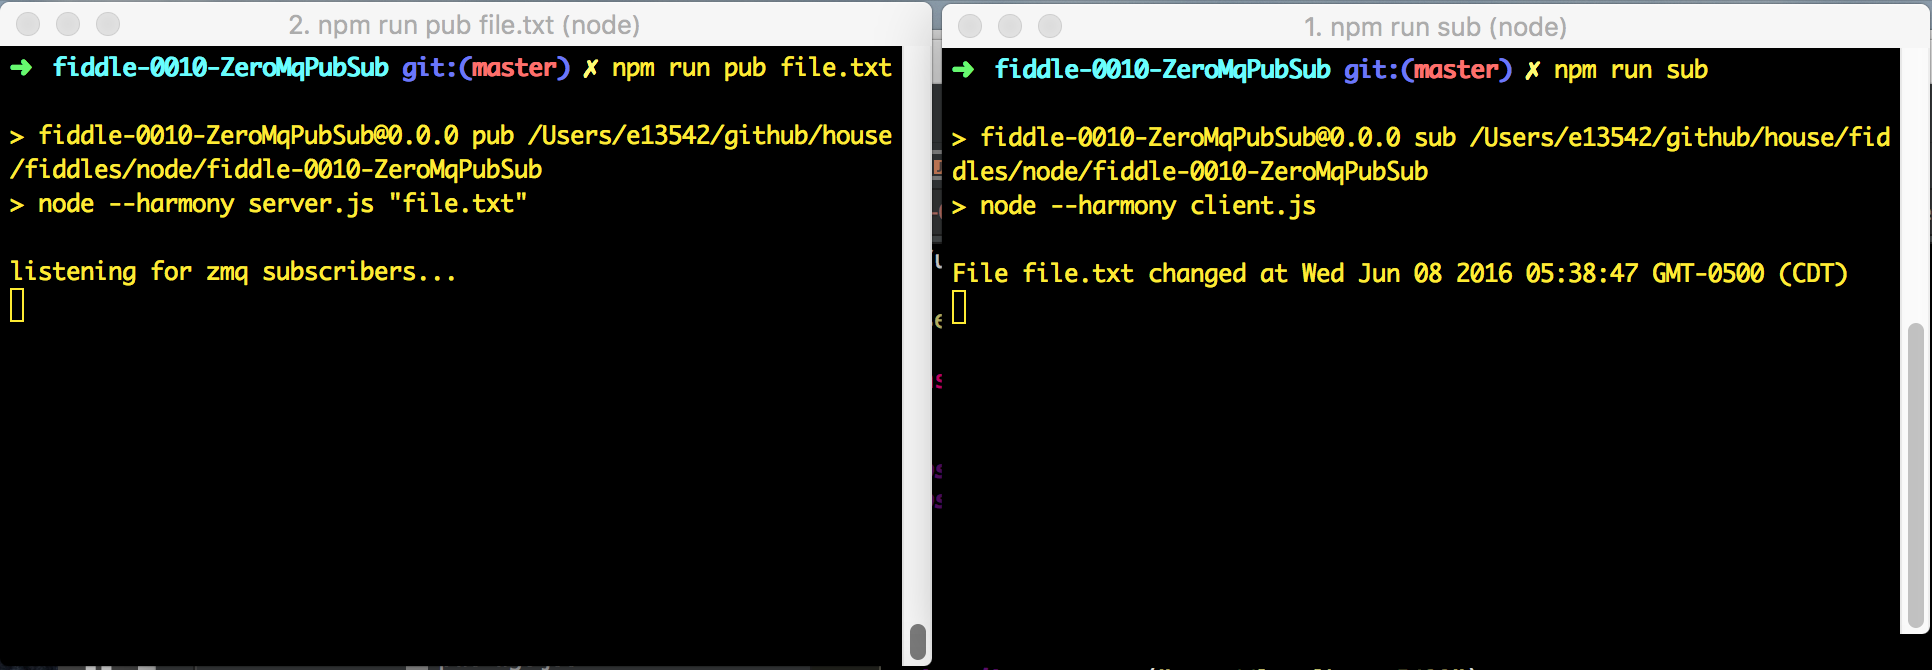 2. npm run pub file.txt (node)
➜ fiddle-0010-ZeroMqPubSub git:(master) ✗ npm run pub file.txt
> fiddle-0010-ZeroMqPubSub@0.0.0 pub /Users/e13542/github/house
/fiddles/node/fiddle-0010-ZeroMqPubSub
> node --harmony server.js "file.txt"
listening for zmq subscribers...
1. npm run sub (node)
➜ fiddle-0010-ZeroMqPubSub git:(master) ✗ npm run sub
> fiddle-0010-ZeroMqPubSub@0.0.0 sub /Users/e13542/github/house/fid
dles/node/fiddle-0010-ZeroMqPubSub
> node --harmony client.js
File file.txt changed at Wed Jun 08 2016 05:38:47 GMT-0500 (CDT)